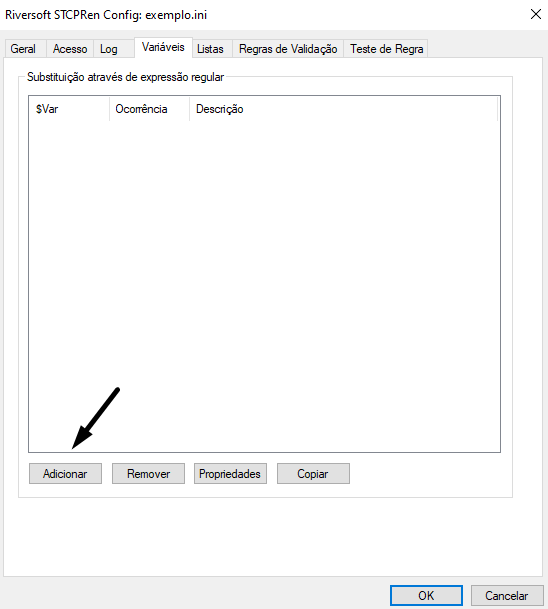 Riversoft STCPRen Config: exemplo.ini
Geral Acesso Log Variáveis Listas Regras de Validação Teste de Regra
Substituição através de expressão regular
$Var Ocorrência Descrição
Adicionar Remover Propriedades Copiar
OK Cancelar